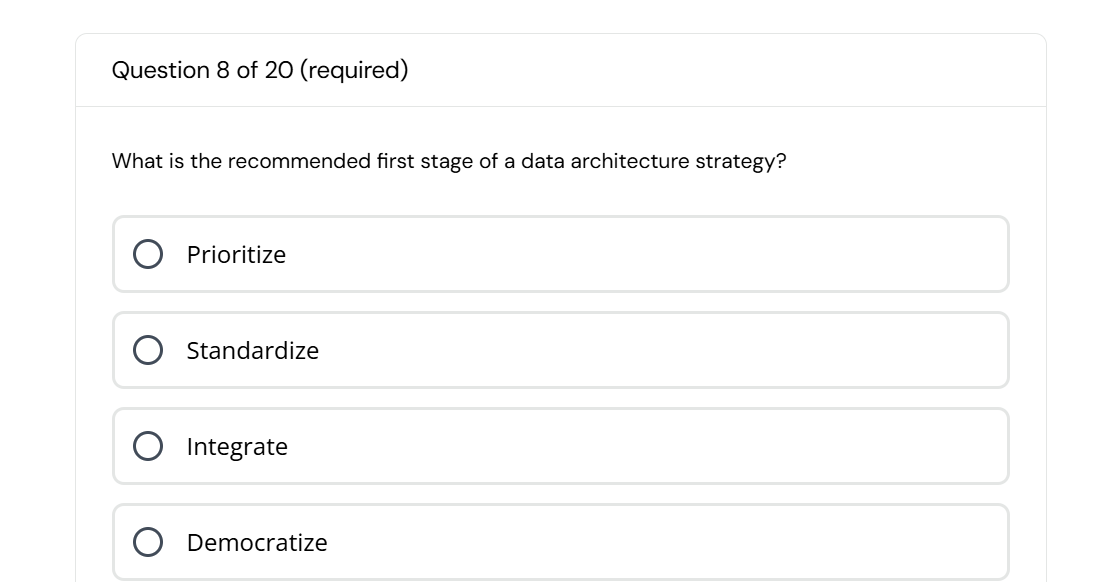 Question 8 of 20 (required)
What is the recommended first stage of a data architecture strategy?
Prioritize
Standardize
Integrate
Democratize